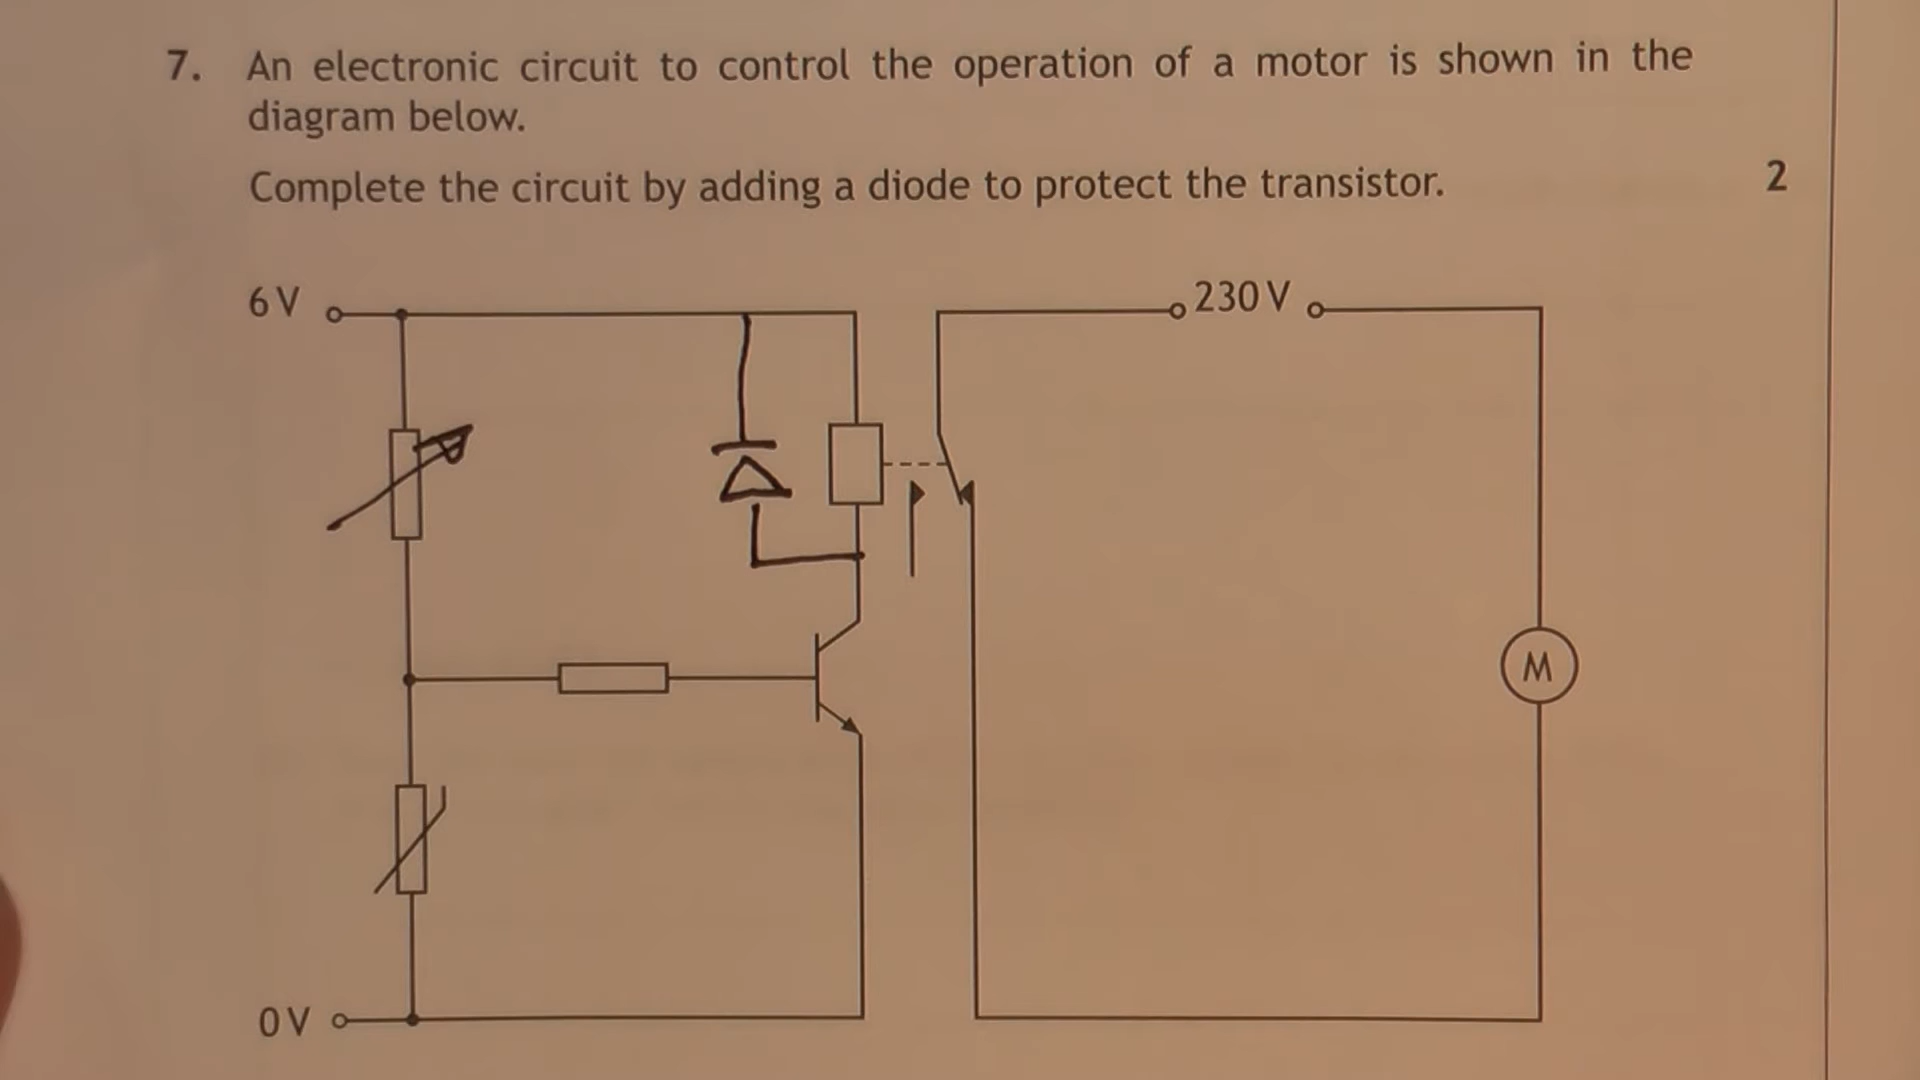 7. An electronic circuit to control the operation of a motor is shown in the
diagram below.
Complete the circuit by adding a diode to protect the transistor. 2
6 V
230 V
M
0 V